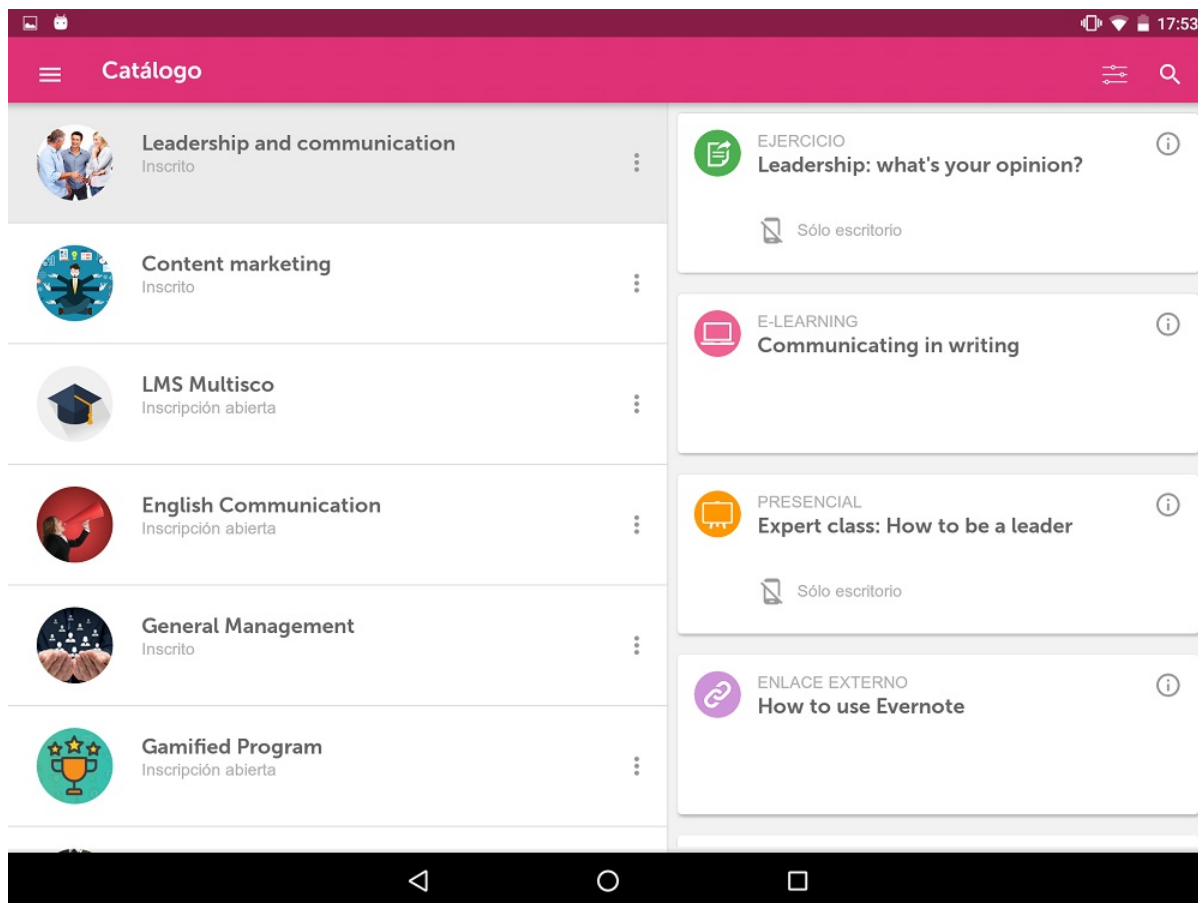 17:53
Catálogo
Leadership and communication
Inscrito
Content marketing
Inscrito
LMS Multisco
Inscripción abierta
English Communication
Inscripción abierta
General Management
Inscrito
Gamified Program
Inscripción abierta
EJERCICIO
Leadership: what's your opinion?
Sólo escritorio
E-LEARNING
Communicating in writing
PRESENCIAL
Expert class: How to be a leader
Sólo escritorio
ENLACE EXTERNO
How to use Evernote